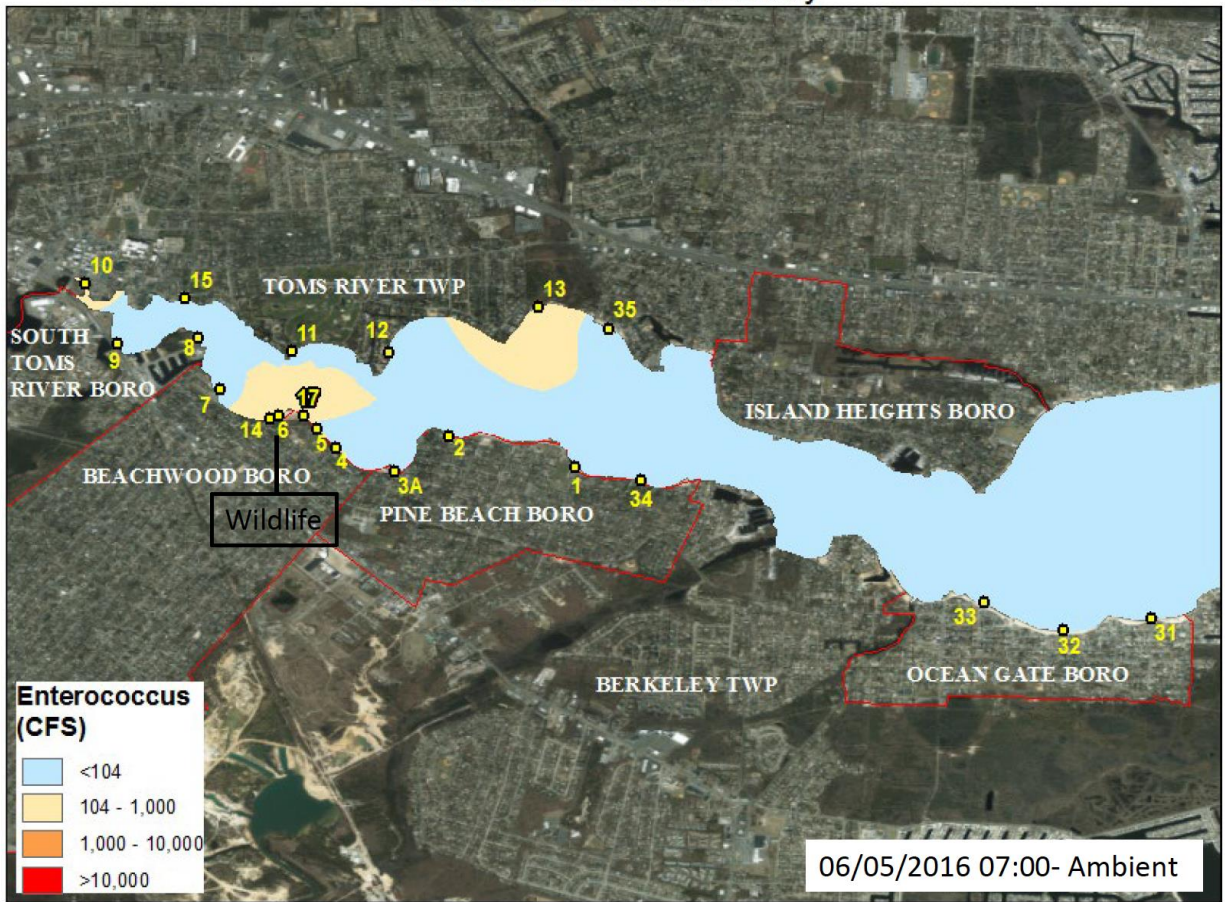 10
15
TOMS RIVER TWP
13
35
SOUTH
TOMS
RIVER BORO
9
8
11
12
7
17
ISLAND HEIGHTS BORO
14
6
5
4
2
BEACHWOOD BORO
3A
1
34
Wildlife
PINE BEACH BORO
33
32
31
BERKELEY TWP
OCEAN GATE BORO
Enterococcus
(CFS)
<104
104 - 1,000
1,000 - 10,000
>10,000
06/05/2016 07:00- Ambient